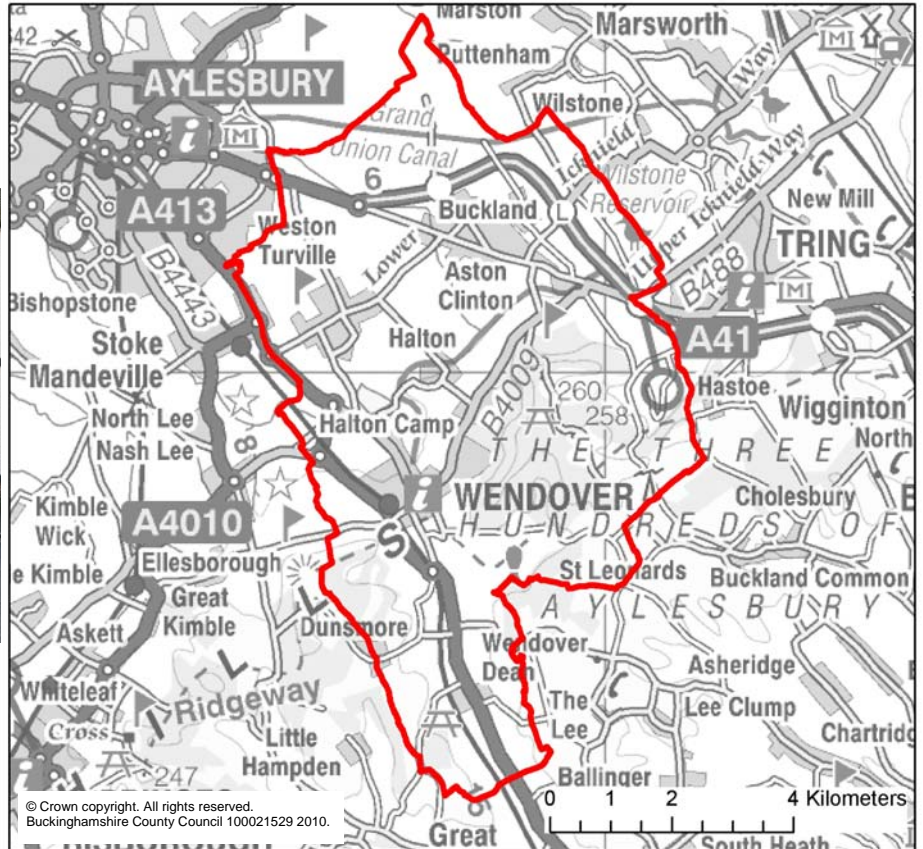 Marston
Marsworth
42
Puttenham
Way
AYLESBURY
Wilstone
Grand
Union Canal
Icknield
6
Wilstone
Reservoir
Upper Icknield Way
New Mill
A413
Buckland
L
Weston
Turville
Lower
TRING
B4443
Aston
Clinton
B488
Bishopstone
Stoke
Mandeville
Halton
A41
B4009
260
258
Hastoe
North Lee
Nash Lee
8
Halton Camp
Wigginton
THE THREE
North
Kimble
Wick
WENDOVER
Cholesbury
A4010
HUNDREDS OF
S
e Kimble
Ellesborough
St Leonards
Buckland Common
Great
Kimble
L
AYLESBURY
Askett
Dunsmore
Wendover
Dean
Asheridge
Whiteleaf
L
Ridgeway
The
Lee
Lee Clump
Cross
Little
Hampden
Chartridg
247
Ballinger
© Crown copyright. All rights reserved.
Buckinghamshire County Council 100021529 2010.
0 1 2 4 Kilometers
16
Great
South Heath